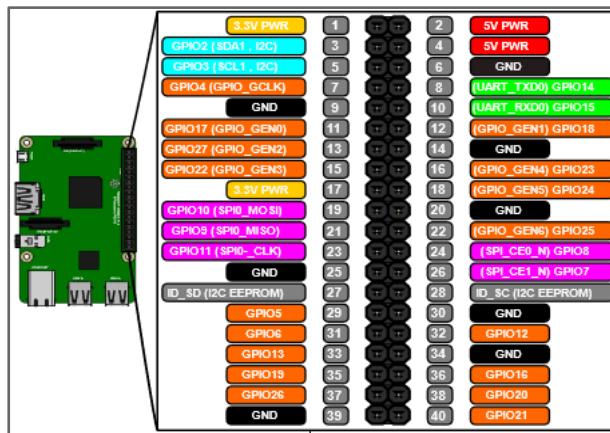 3.3V PWR 1 2 5V PWR
GPIO2 (SDA1 , I2C) 3 4 5V PWR
GPIO3 (SCL1 , I2C) 5 6 GND
GPIO4 (GPIO_GCLK) 7 8 (UART_TXD0) GPIO14
GND 9 10 (UART_RXD0) GPIO15
GPIO17 (GPIO_GEN0) 11 12 (GPIO_GEN1) GPIO18
GPIO27 (GPIO_GEN2) 13 14 GND
GPIO22 (GPIO_GEN3) 15 16 (GPIO_GEN4) GPIO23
3.3V PWR 17 18 (GPIO_GEN5) GPIO24
GPIO10 (SPI0_MOSI) 19 20 GND
GPIO9 (SPI0_MISO) 21 22 (GPIO_GEN6) GPIO25
GPIO11 (SPI0-_CLK) 23 24 (SPI_CE0_N) GPIO8
GND 25 26 (SPI_CE1_N) GPIO7
ID_SD (I2C EEPROM) 27 28 ID_SC (I2C EEPROM)
GPIO5 29 30 GND
GPIO6 31 32 GPIO12
GPIO13 33 34 GND
GPIO19 35 36 GPIO16
GPIO26 37 38 GPIO20
GND 39 40 GPIO21